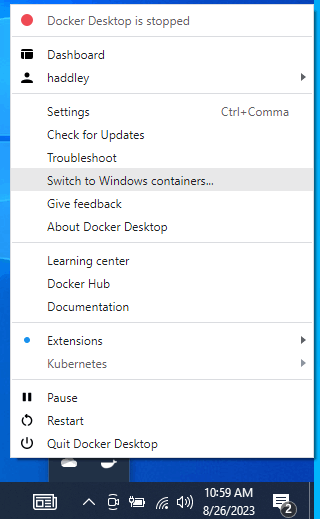 Docker Desktop is stopped
Dashboard
haddley
Settings Ctrl+Comma
Check for Updates
Troubleshoot
Switch to Windows containers...
Give feedback
About Docker Desktop
Learning center
Docker Hub
Documentation
Extensions
Kubernetes
Pause
Restart
Quit Docker Desktop
10:59 AM
8/26/2023
2